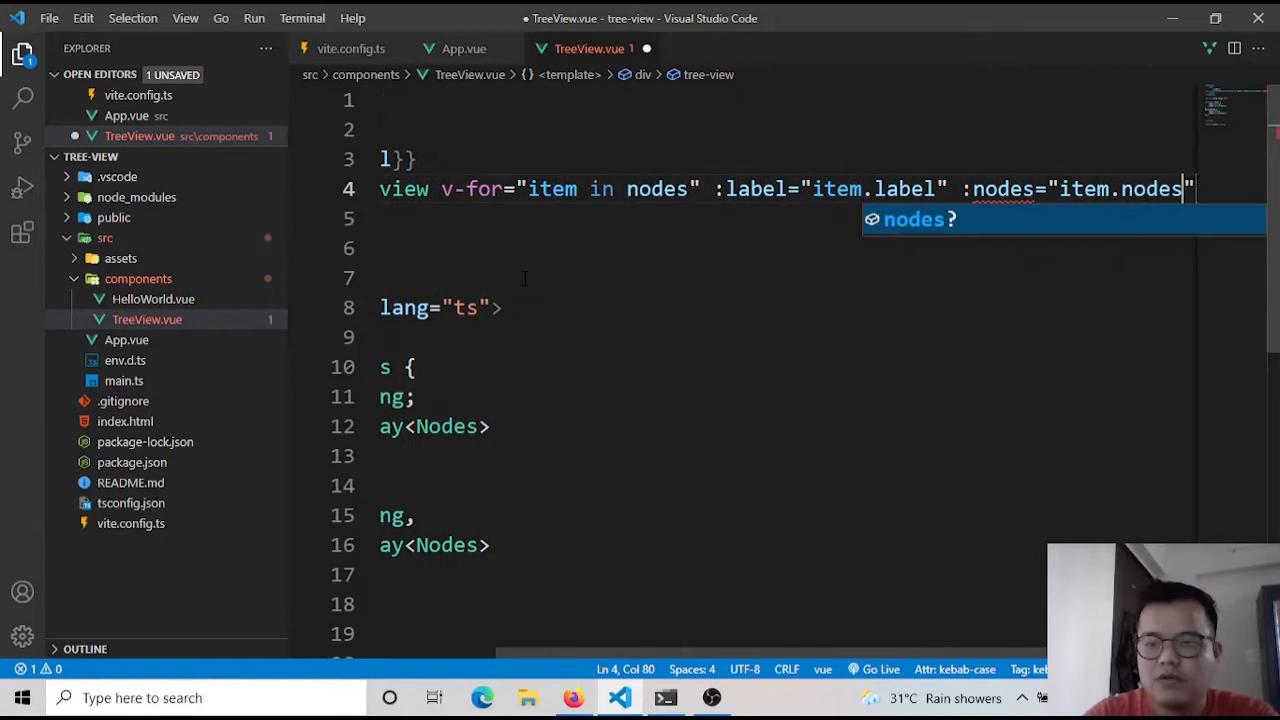 File Edit Selection View Go Run Terminal Help
● TreeView.vue - tree-view - Visual Studio Code
EXPLORER
OPEN EDITORS 1 UNSAVED
vite.config.ts
App.vue src
TreeView.vue src\components 1
TREE-VIEW
.vscode
node_modules
public
src
assets
components
HelloWorld.vue
TreeView.vue 1
App.vue
env.d.ts
main.ts
.gitignore
index.html
package-lock.json
package.json
README.md
tsconfig.json
vite.config.ts
OUTLINE
vite.config.ts App.vue TreeView.vue 1
src > components > TreeView.vue > {} <template> > div > tree-view
1
2
3 l}}
4 view v-for="item in nodes" :label="item.label" :nodes="item.nodes"
nodes?
5
6
7
8 lang="ts">
9
10 s {
11 ng;
12 ay<Nodes>
13
14
15 ng,
16 ay<Nodes>
17
18
19
1 0 Ln 4, Col 80 Spaces: 4 UTF-8 CRLF vue Go Live Attr: kebab-case Tag:
Type here to search
31°C Rain showers